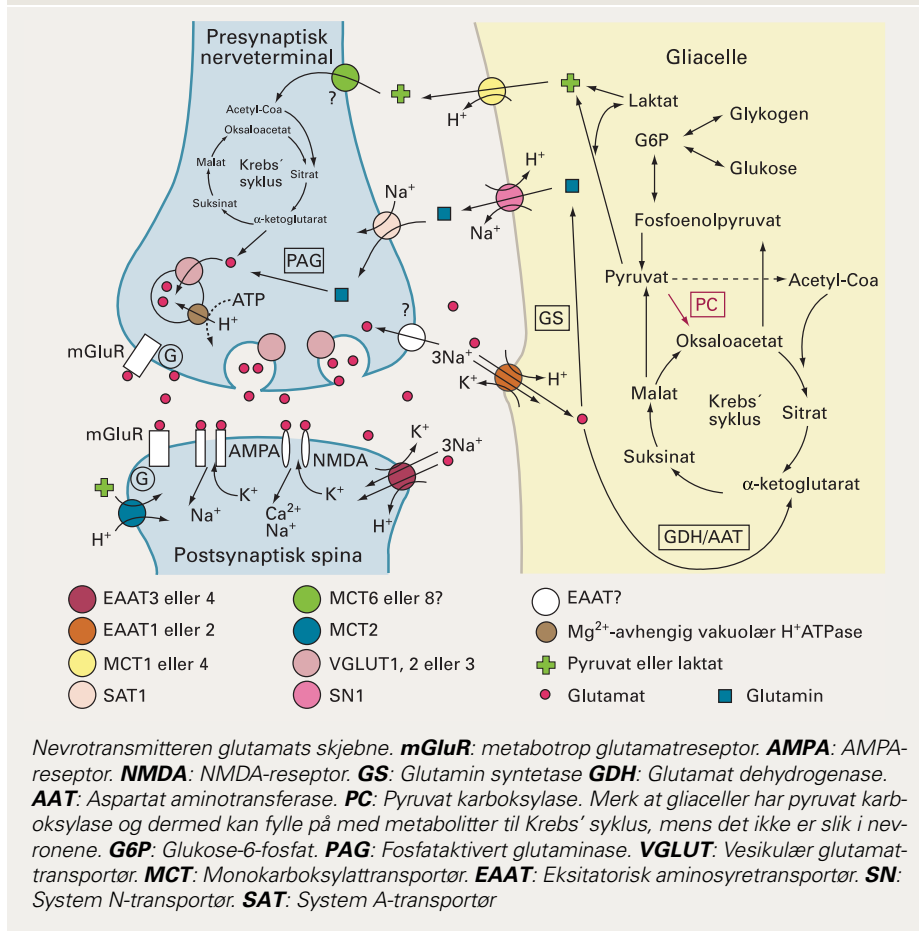 Presynaptisk
nerveterminal
Gliacelle
?
H⁺
Laktat
Acetyl-Coa
Oksaloacetat
Malat
Krebs´
syklus
Sitrat
Suksinat
α-ketoglutarat
G6P
Glykogen
Glukose
Na⁺
H⁺
Na⁺
Fosfoenolpyruvat
PAG
Pyruvat
Acetyl-Coa
PC
GS
Oksaloacetat
ATP
H⁺
?
mGluR
G
3Na⁺
K⁺
H⁺
Malat
Krebs´
syklus
Sitrat
Suksinat
α-ketoglutarat
mGluR
G
AMPA
NMDA
K⁺
3Na⁺
K⁺
K⁺
Na⁺
Ca²⁺
Na⁺
H⁺
H⁺
GDH/AAT
Postsynaptisk spina
EAAT3 eller 4
MCT6 eller 8?
EAAT?
EAAT1 eller 2
MCT2
Mg²⁺-avhengig vakuolær H⁺ATPase
MCT1 eller 4
VGLUT1, 2 eller 3
Pyruvat eller laktat
SAT1
SN1
Glutamat
Glutamin
Nevrotransmitteren glutamats skjebne. mGluR: metabotrop glutamatreseptor. AMPA: AMPA-
reseptor. NMDA: NMDA-reseptor. GS: Glutamin syntetase GDH: Glutamat dehydrogenase.
AAT: Aspartat aminotransferase. PC: Pyruvat karboksylase. Merk at gliaceller har pyruvat karb-
oksylase og dermed kan fylle på med metabolitter til Krebs’ syklus, mens det ikke er slik i nev-
ronene. G6P: Glukose-6-fosfat. PAG: Fosfataktivert glutaminase. VGLUT: Vesikulær glutamat-
transportør. MCT: Monokarboksylattransportør. EAAT: Eksitatorisk aminosyretransportør. SN:
System N-transportør. SAT: System A-transportør